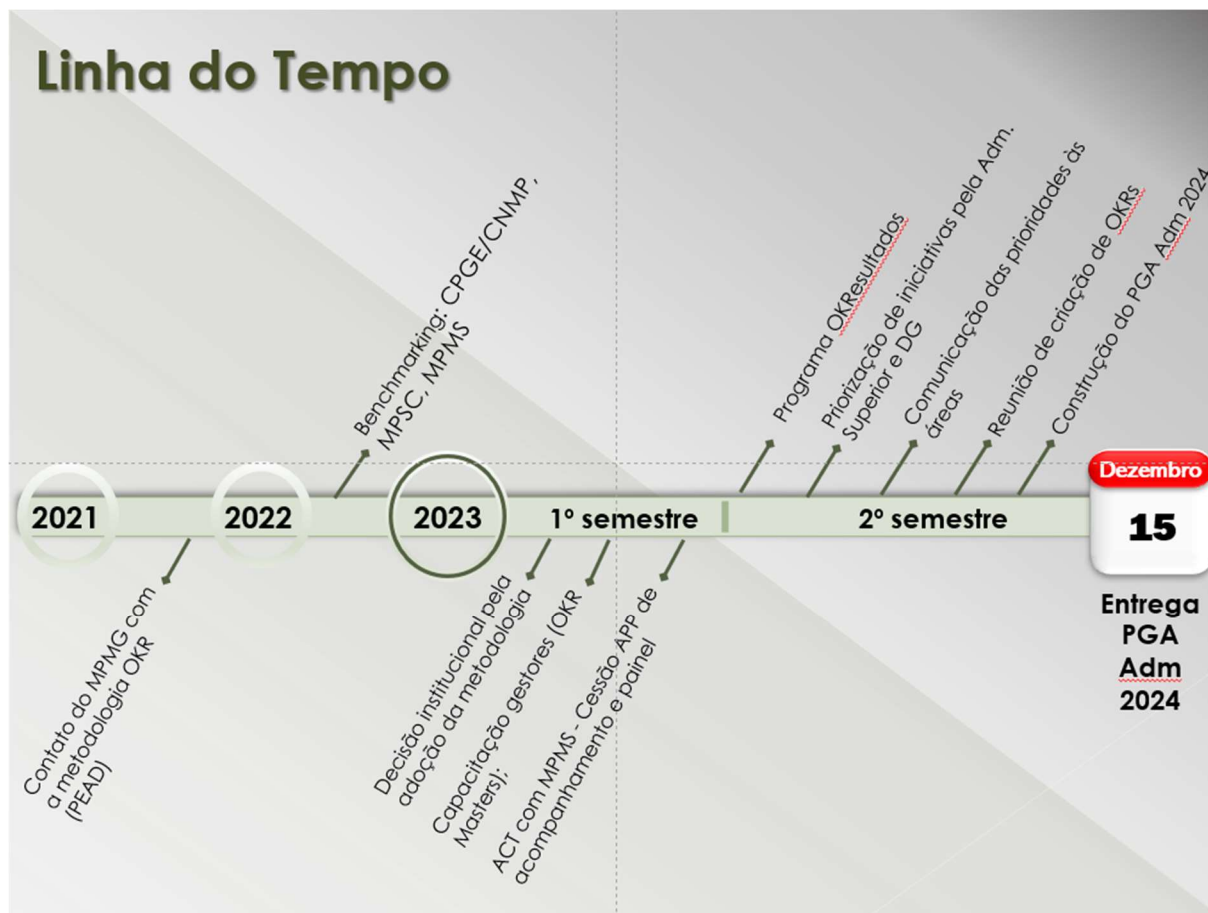 Linha do Tempo
2021
Contato do MPMG com
a metodologia OKR
(PEAD)
2022
Benchmarking: CPGE/CNMP,
MPSC, MPMS
2023
1º semestre
Decisão institucional pela
adoção da metodologia
Capacitação gestores (OKR
Masters);
ACT com MPMS - Cessão APP de
acompanhamento e painel
2º semestre
Programa OKResultados
Priorização de iniciativas pela Adm.
Superior e DG
Comunicação das prioridades às
áreas
Reunião de criação de OKRs
Construção do PGA Adm 2024
Dezembro
15
Entrega
PGA
Adm
2024